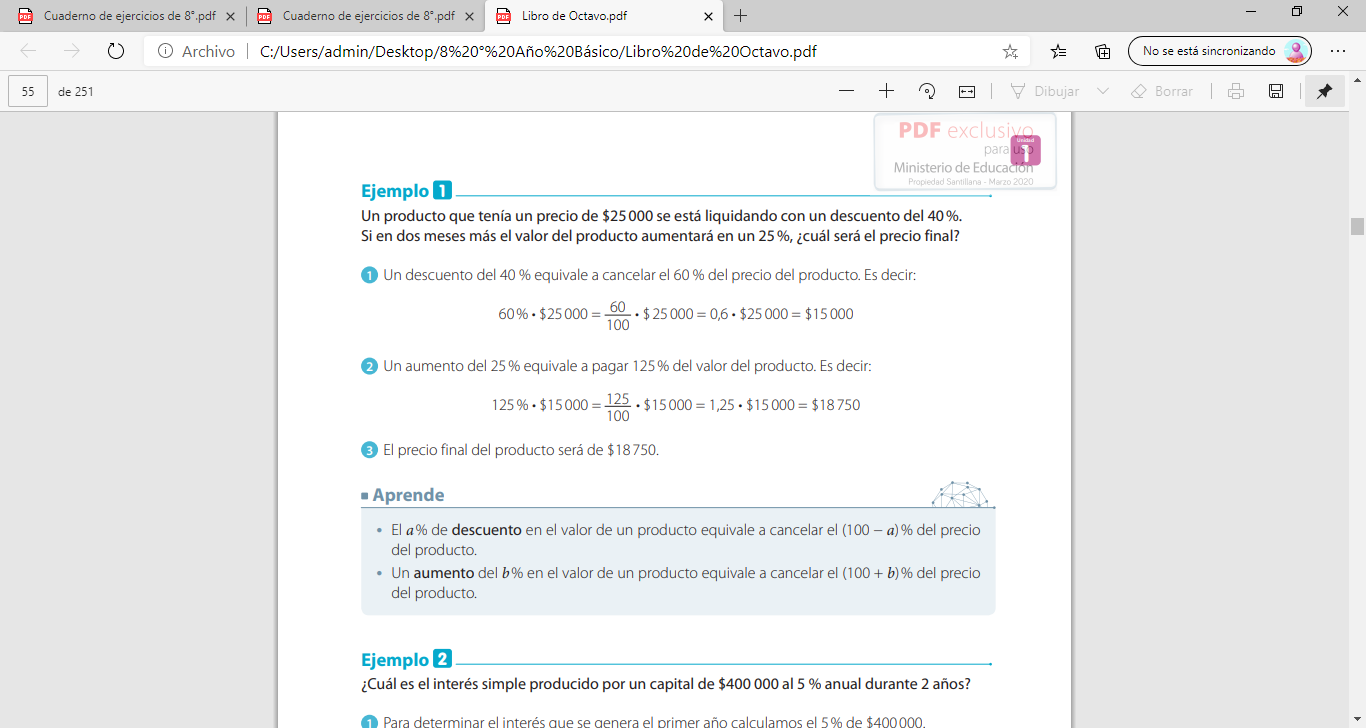 Cuaderno de ejercicios de 8°.pdf
Cuaderno de ejercicios de 8°.pdf
Libro de Octavo.pdf
Archivo
C:/Users/admin/Desktop/8%20°%20Año%20Básico/Libro%20de%20Octavo.pdf
No se está sincronizando
55 de 251
Dibujar
Borrar
PDF exclusivo
para uso
Ministerio de Educación
Propiedad Santillana - Marzo 2020
Unidad
1
Ejemplo 1
Un producto que tenía un precio de $25 000 se está liquidando con un descuento del 40 %.
Si en dos meses más el valor del producto aumentará en un 25 %, ¿cuál será el precio final?
1 Un descuento del 40 % equivale a cancelar el 60 % del precio del producto. Es decir:
60 % • $25 000 = 60/100 • $ 25 000 = 0,6 • $25 000 = $15 000
2 Un aumento del 25 % equivale a pagar 125 % del valor del producto. Es decir:
125 % • $15 000 = 125/100 • $15 000 = 1,25 • $15 000 = $18 750
3 El precio final del producto será de $18 750.
Aprende
• El a % de descuento en el valor de un producto equivale a cancelar el (100 − a) % del precio
del producto.
• Un aumento del b % en el valor de un producto equivale a cancelar el (100 + b) % del precio
del producto.
Ejemplo 2
¿Cuál es el interés simple producido por un capital de $400 000 al 5 % anual durante 2 años?
1 Para determinar el interés que se genera el primer año calculamos el 5 % de $400 000.